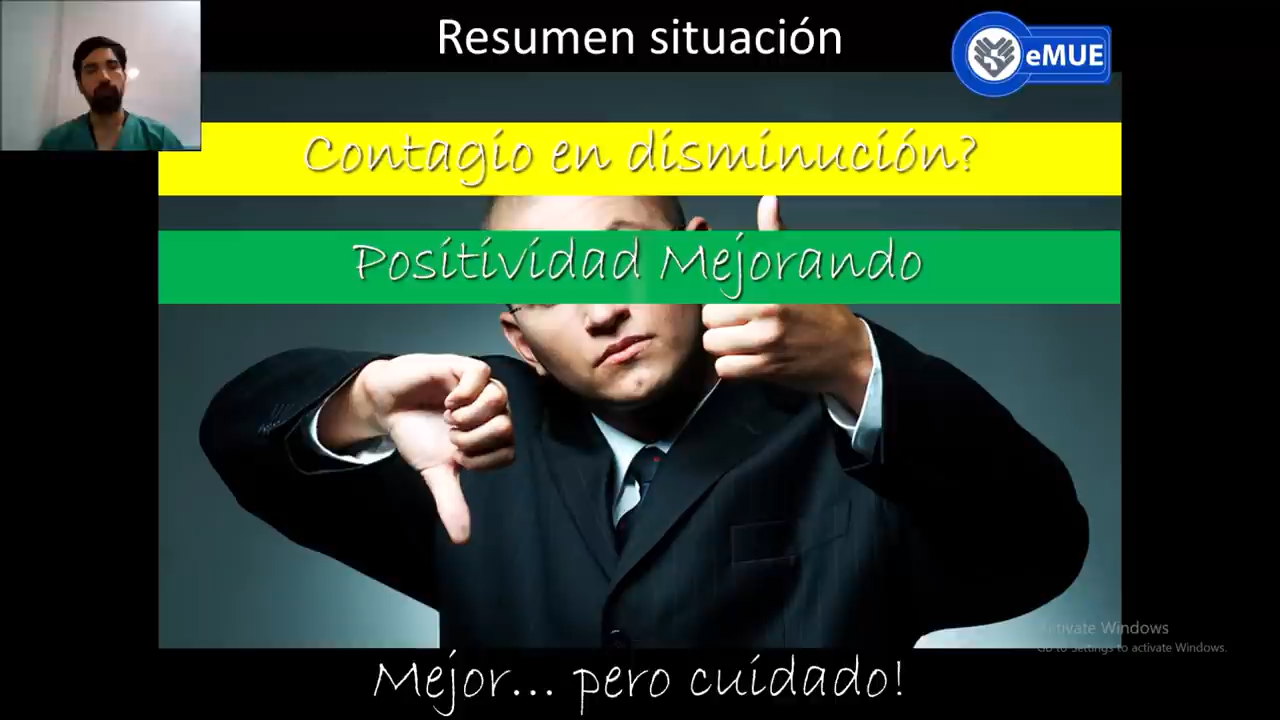 Resumen situación
eMUE
Contagio en disminución?
Positividad Mejorando
Activate Windows
Go to Settings to activate Windows.
Mejor... pero cuidado!